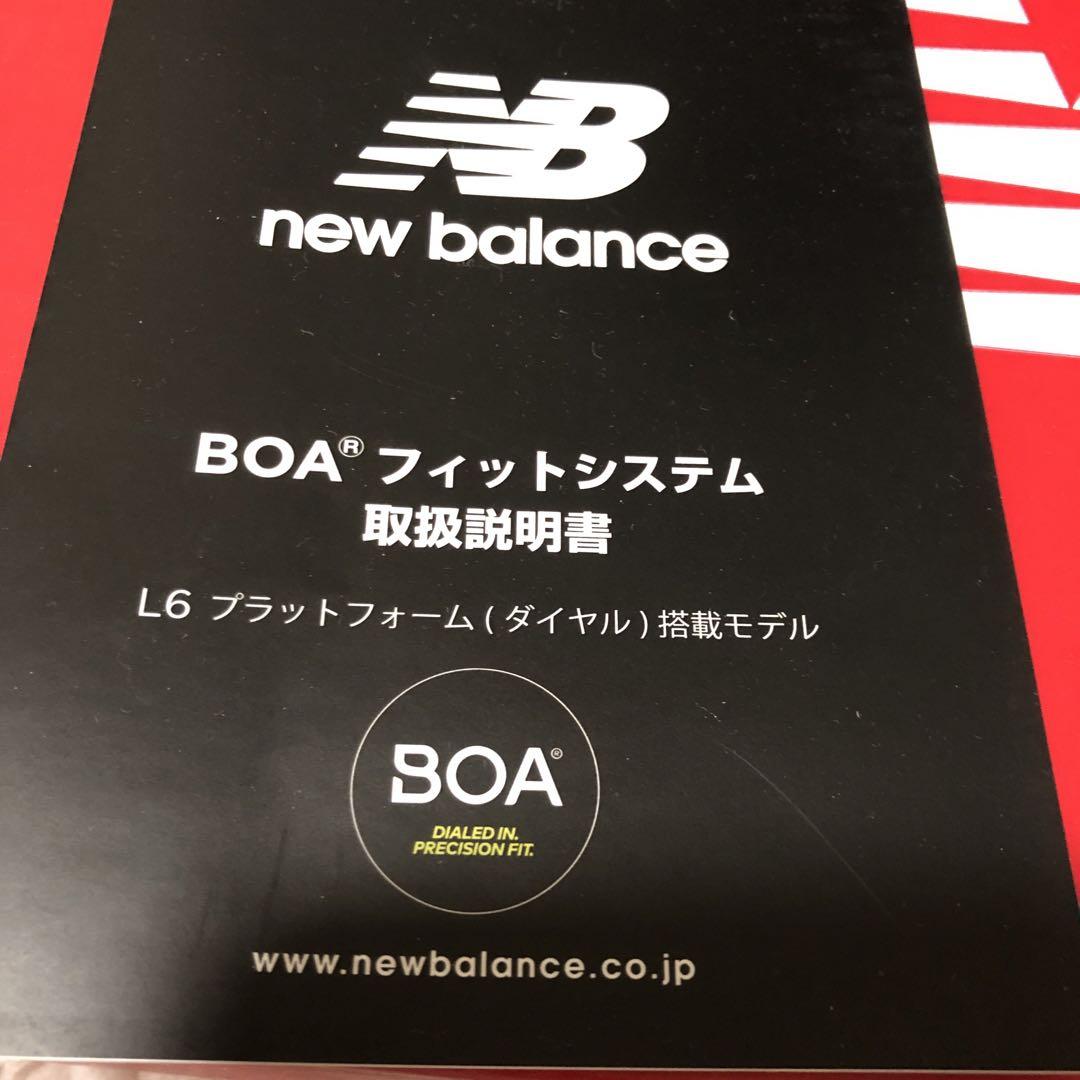 NB
new balance
BOA® フィットシステム
取扱説明書
L6 プラットフォーム(ダイヤル)搭載モデル
BOA®
DIALED IN.
PRECISION FIT.
www.newbalance.co.jp